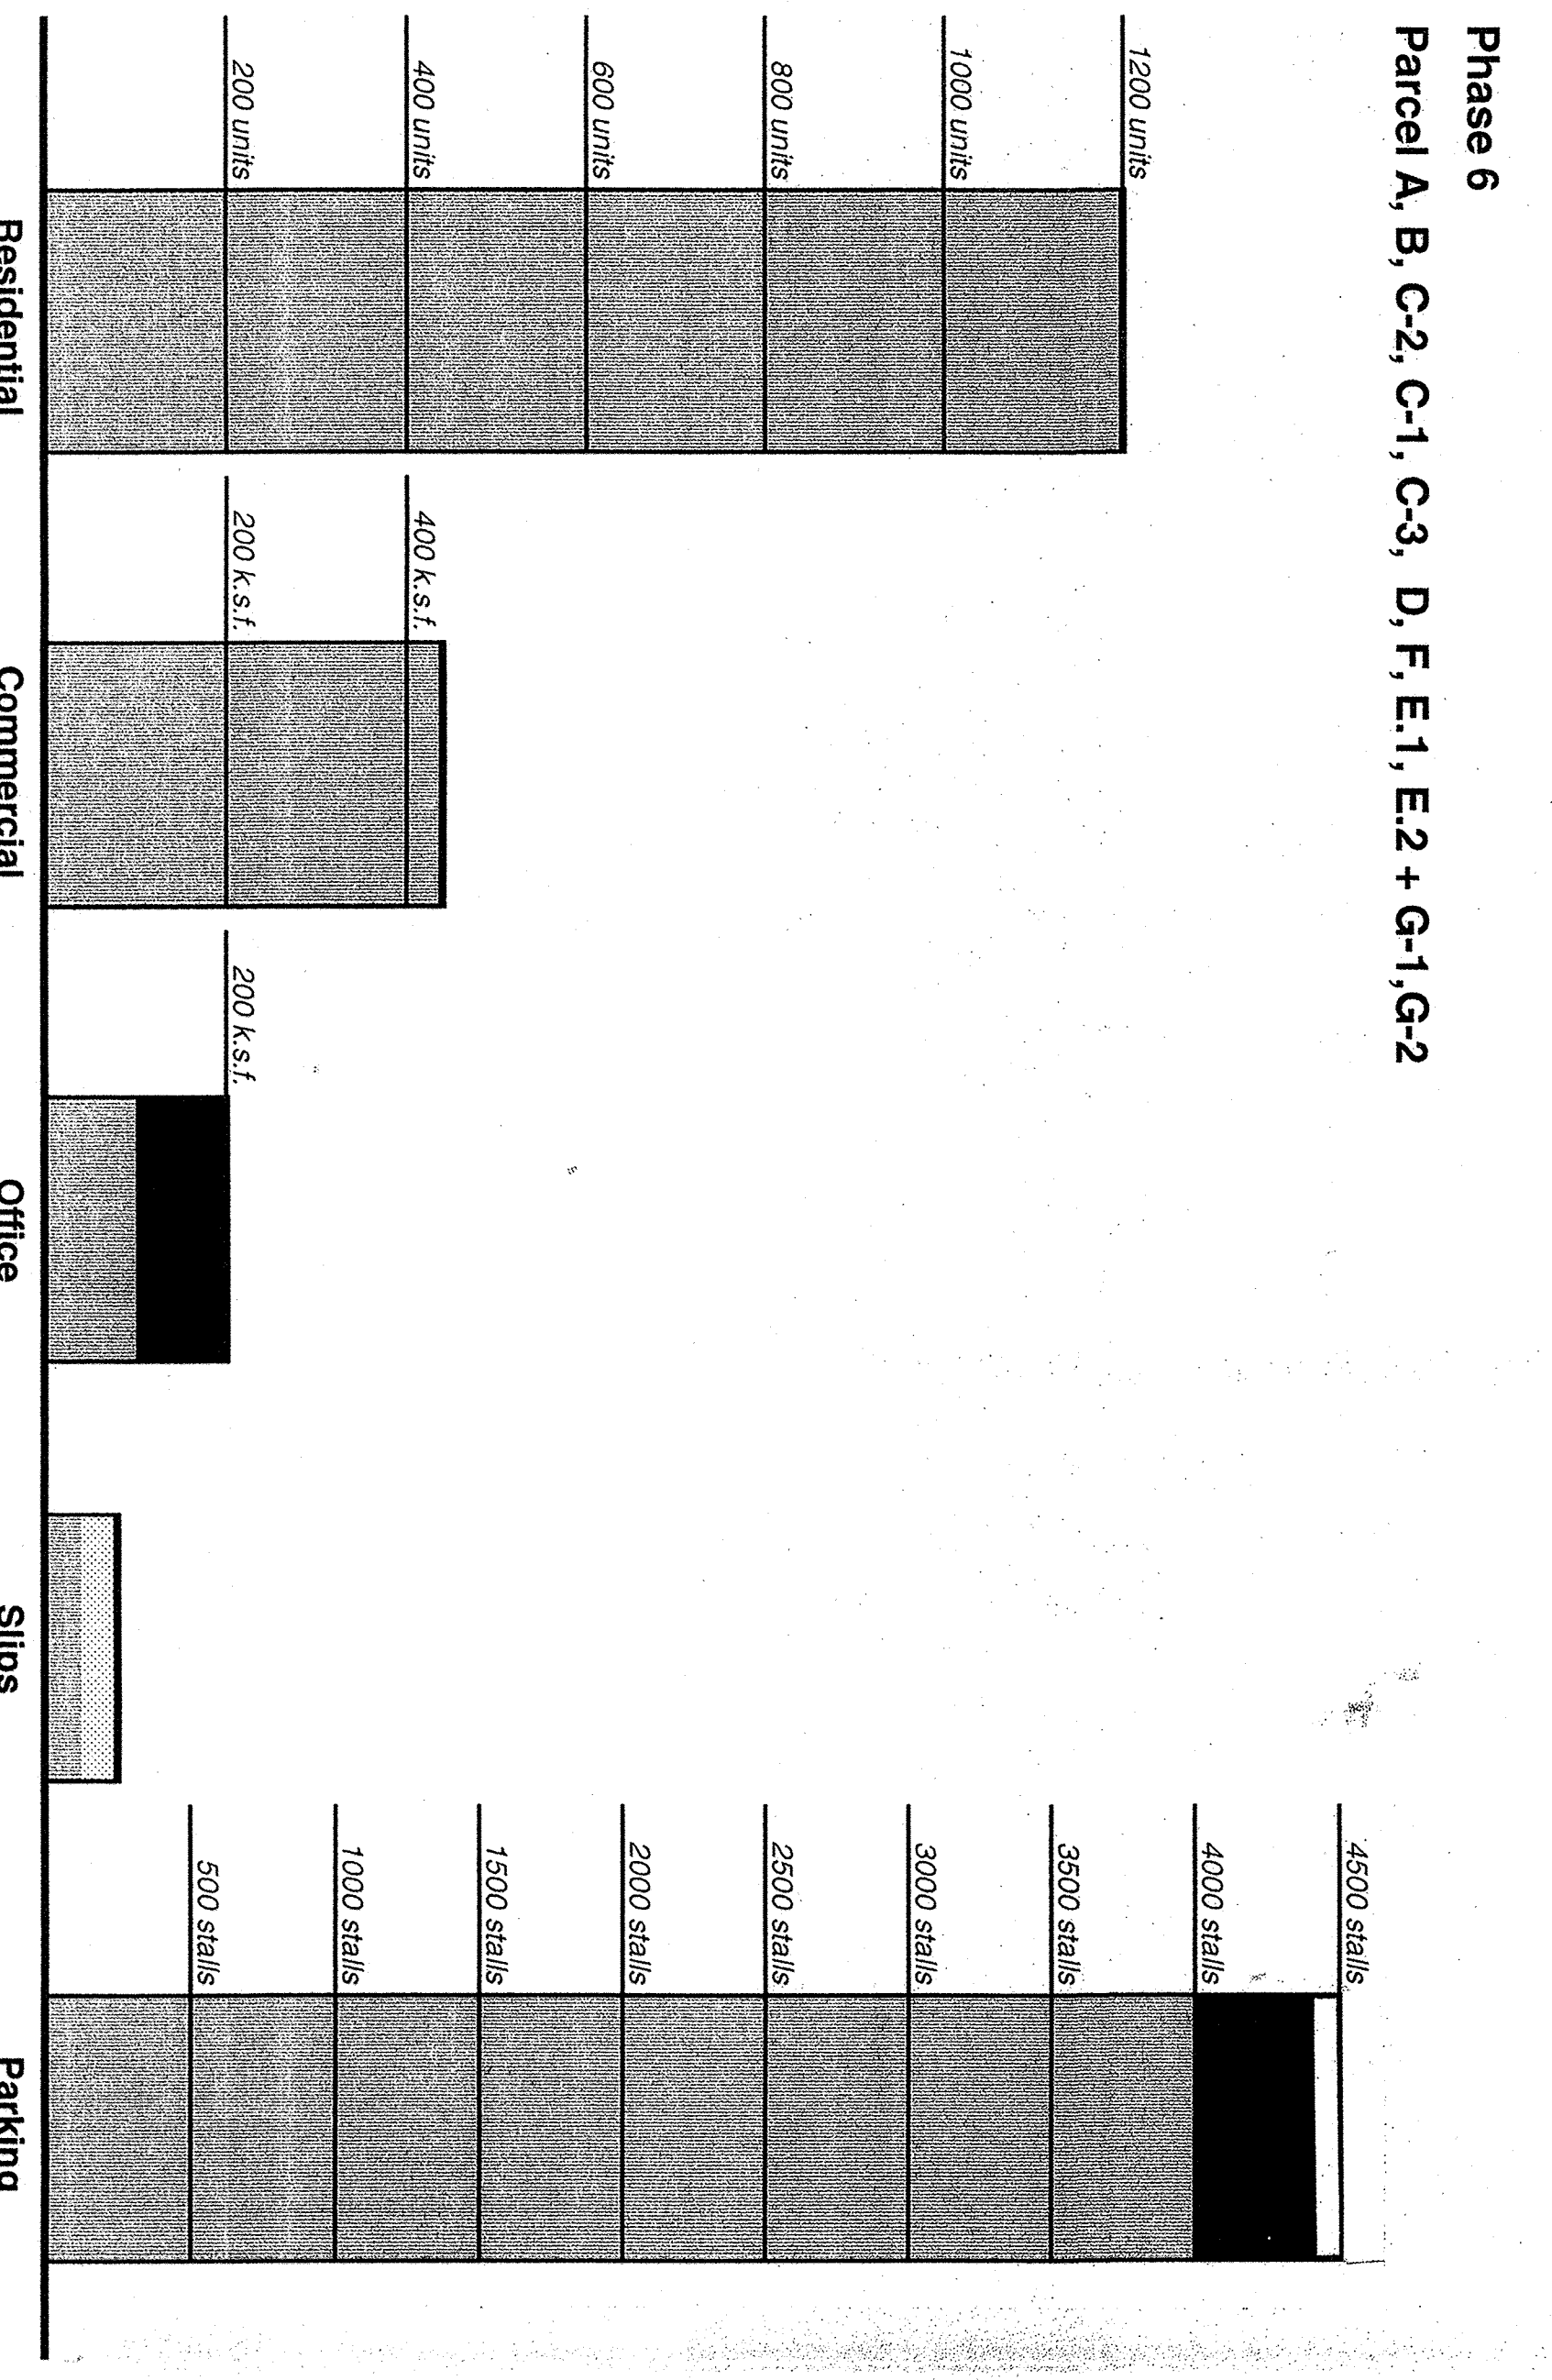 Phase 6
Parcel A, B, C-2, C-1, C-3, D, F, E.1, E.2 + G-1,G-2
1200 units
1000 units
800 units
600 units
400 units
200 units
400 k.s.f.
200 k.s.f.
200 k.s.f.
4500 stalls
4000 stalls
3500 stalls
3000 stalls
2500 stalls
2000 stalls
1500 stalls
1000 stalls
500 stalls
Residential
Commercial
Office
Slips
Parking